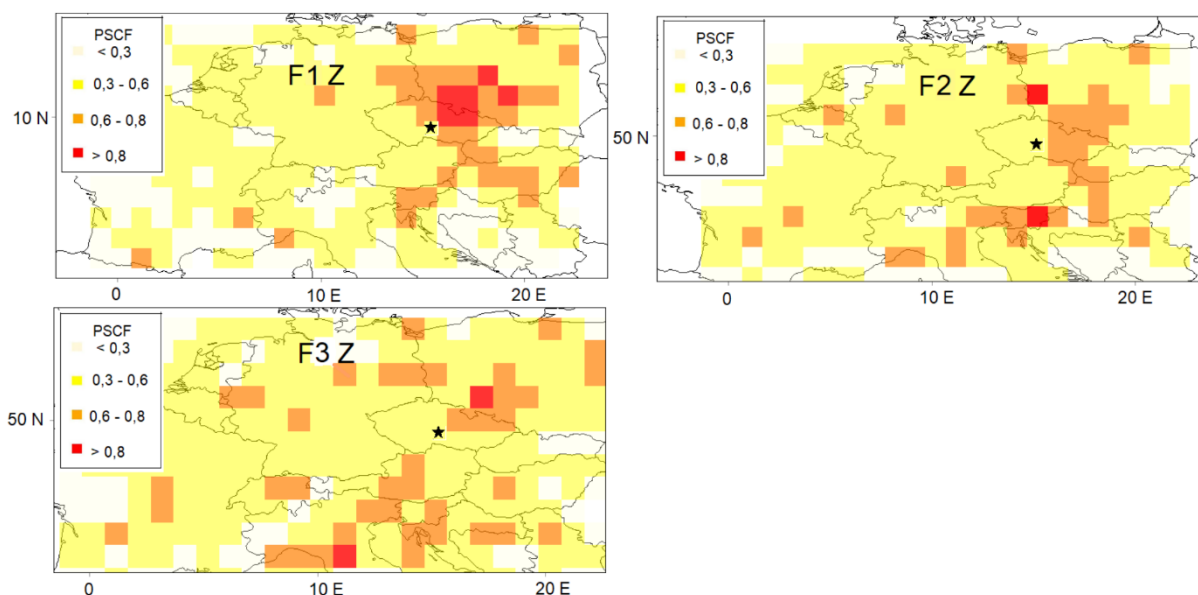 PSCF
< 0,3
0,3 - 0,6
0,6 - 0,8
> 0,8
F1 Z
10 N
0
10 E
20 E
PSCF
< 0,3
0,3 - 0,6
0,6 - 0,8
> 0,8
F2 Z
50 N
0
10 E
20 E
PSCF
< 0,3
0,3 - 0,6
0,6 - 0,8
> 0,8
F3 Z
50 N
0
10 E
20 E